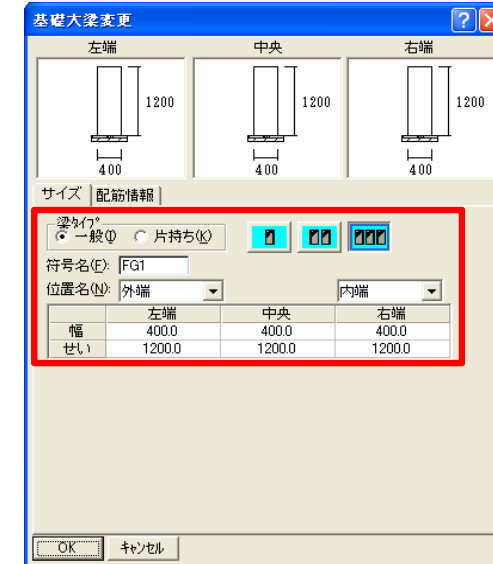 基礎大梁変更
左端 中央 右端
1200 1200 1200
400 400 400
サイズ 配筋情報
梁ﾀｲﾌﾟ
一般(I) 片持ち(K)
符号名(F): FG1
位置名(N): 外端 内端
左端 中央 右端
幅 400.0 400.0 400.0
せい 1200.0 1200.0 1200.0
OK ｷｬﾝｾﾙ